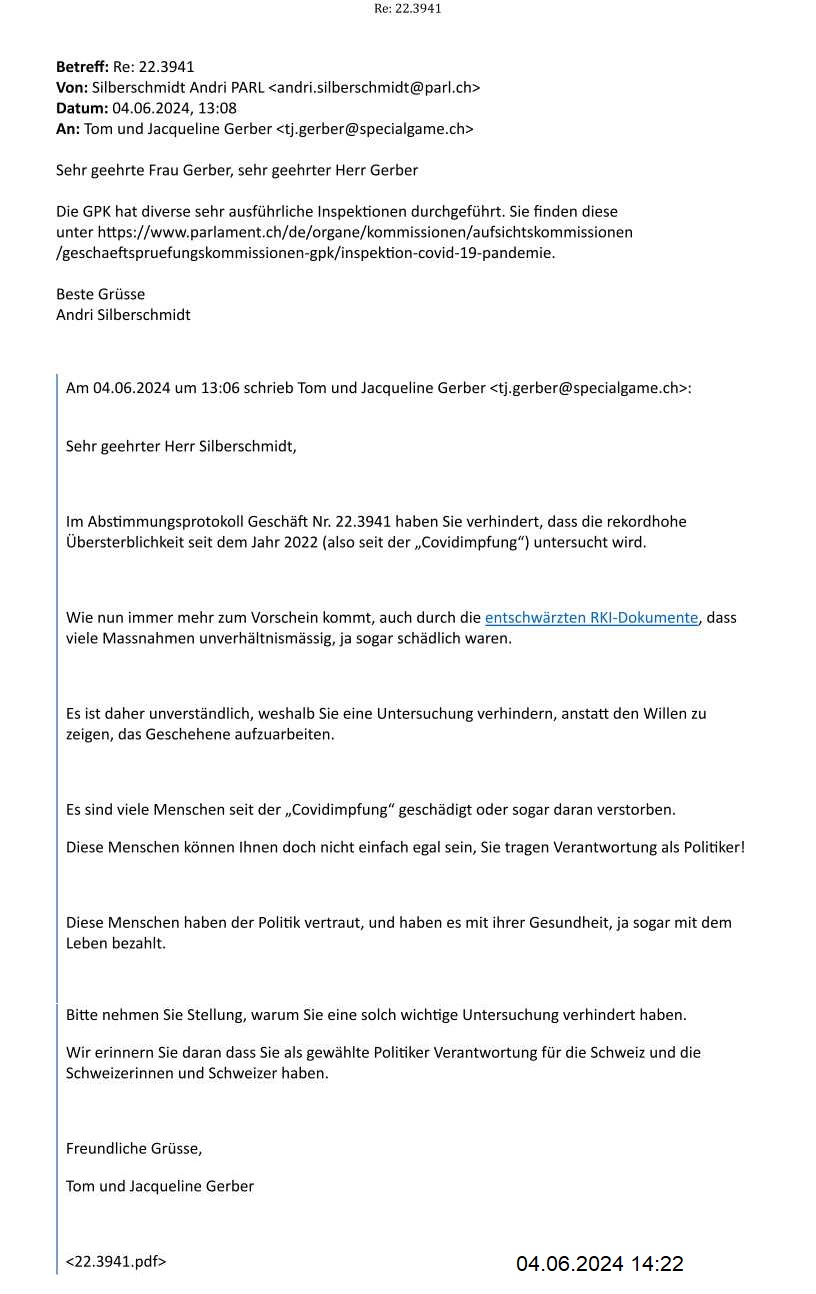 Re: 22.3941
Betreff: Re: 22.3941
Von: Silberschmidt Andri PARL <andri.silberschmidt@parl.ch>
Datum: 04.06.2024, 13:08
An: Tom und Jacqueline Gerber <tj.gerber@specialgame.ch>
Sehr geehrte Frau Gerber, sehr geehrter Herr Gerber
Die GPK hat diverse sehr ausführliche Inspektionen durchgeführt. Sie finden diese
unter https://www.parlament.ch/de/organe/kommissionen/aufsichtskommissionen
/geschaeftspruefungskommissionen-gpk/inspektion-covid-19-pandemie.
Beste Grüsse
Andri Silberschmidt
Am 04.06.2024 um 13:06 schrieb Tom und Jacqueline Gerber <tj.gerber@specialgame.ch>:
Sehr geehrter Herr Silberschmidt,
Im Abstimmungsprotokoll Geschäft Nr. 22.3941 haben Sie verhindert, dass die rekordhohe
Übersterblichkeit seit dem Jahr 2022 (also seit der „Covidimpfung“) untersucht wird.
Wie nun immer mehr zum Vorschein kommt, auch durch die entschwärzten RKI-Dokumente, dass
viele Massnahmen unverhältnismässig, ja sogar schädlich waren.
Es ist daher unverständlich, weshalb Sie eine Untersuchung verhindern, anstatt den Willen zu
zeigen, das Geschehene aufzuarbeiten.
Es sind viele Menschen seit der „Covidimpfung“ geschädigt oder sogar daran verstorben.
Diese Menschen können Ihnen doch nicht einfach egal sein, Sie tragen Verantwortung als Politiker!
Diese Menschen haben der Politik vertraut, und haben es mit ihrer Gesundheit, ja sogar mit dem
Leben bezahlt.
Bitte nehmen Sie Stellung, warum Sie eine solch wichtige Untersuchung verhindert haben.
Wir erinnern Sie daran dass Sie als gewählte Politiker Verantwortung für die Schweiz und die
Schweizerinnen und Schweizer haben.
Freundliche Grüsse,
Tom und Jacqueline Gerber
<22.3941.pdf>
04.06.2024 14:22